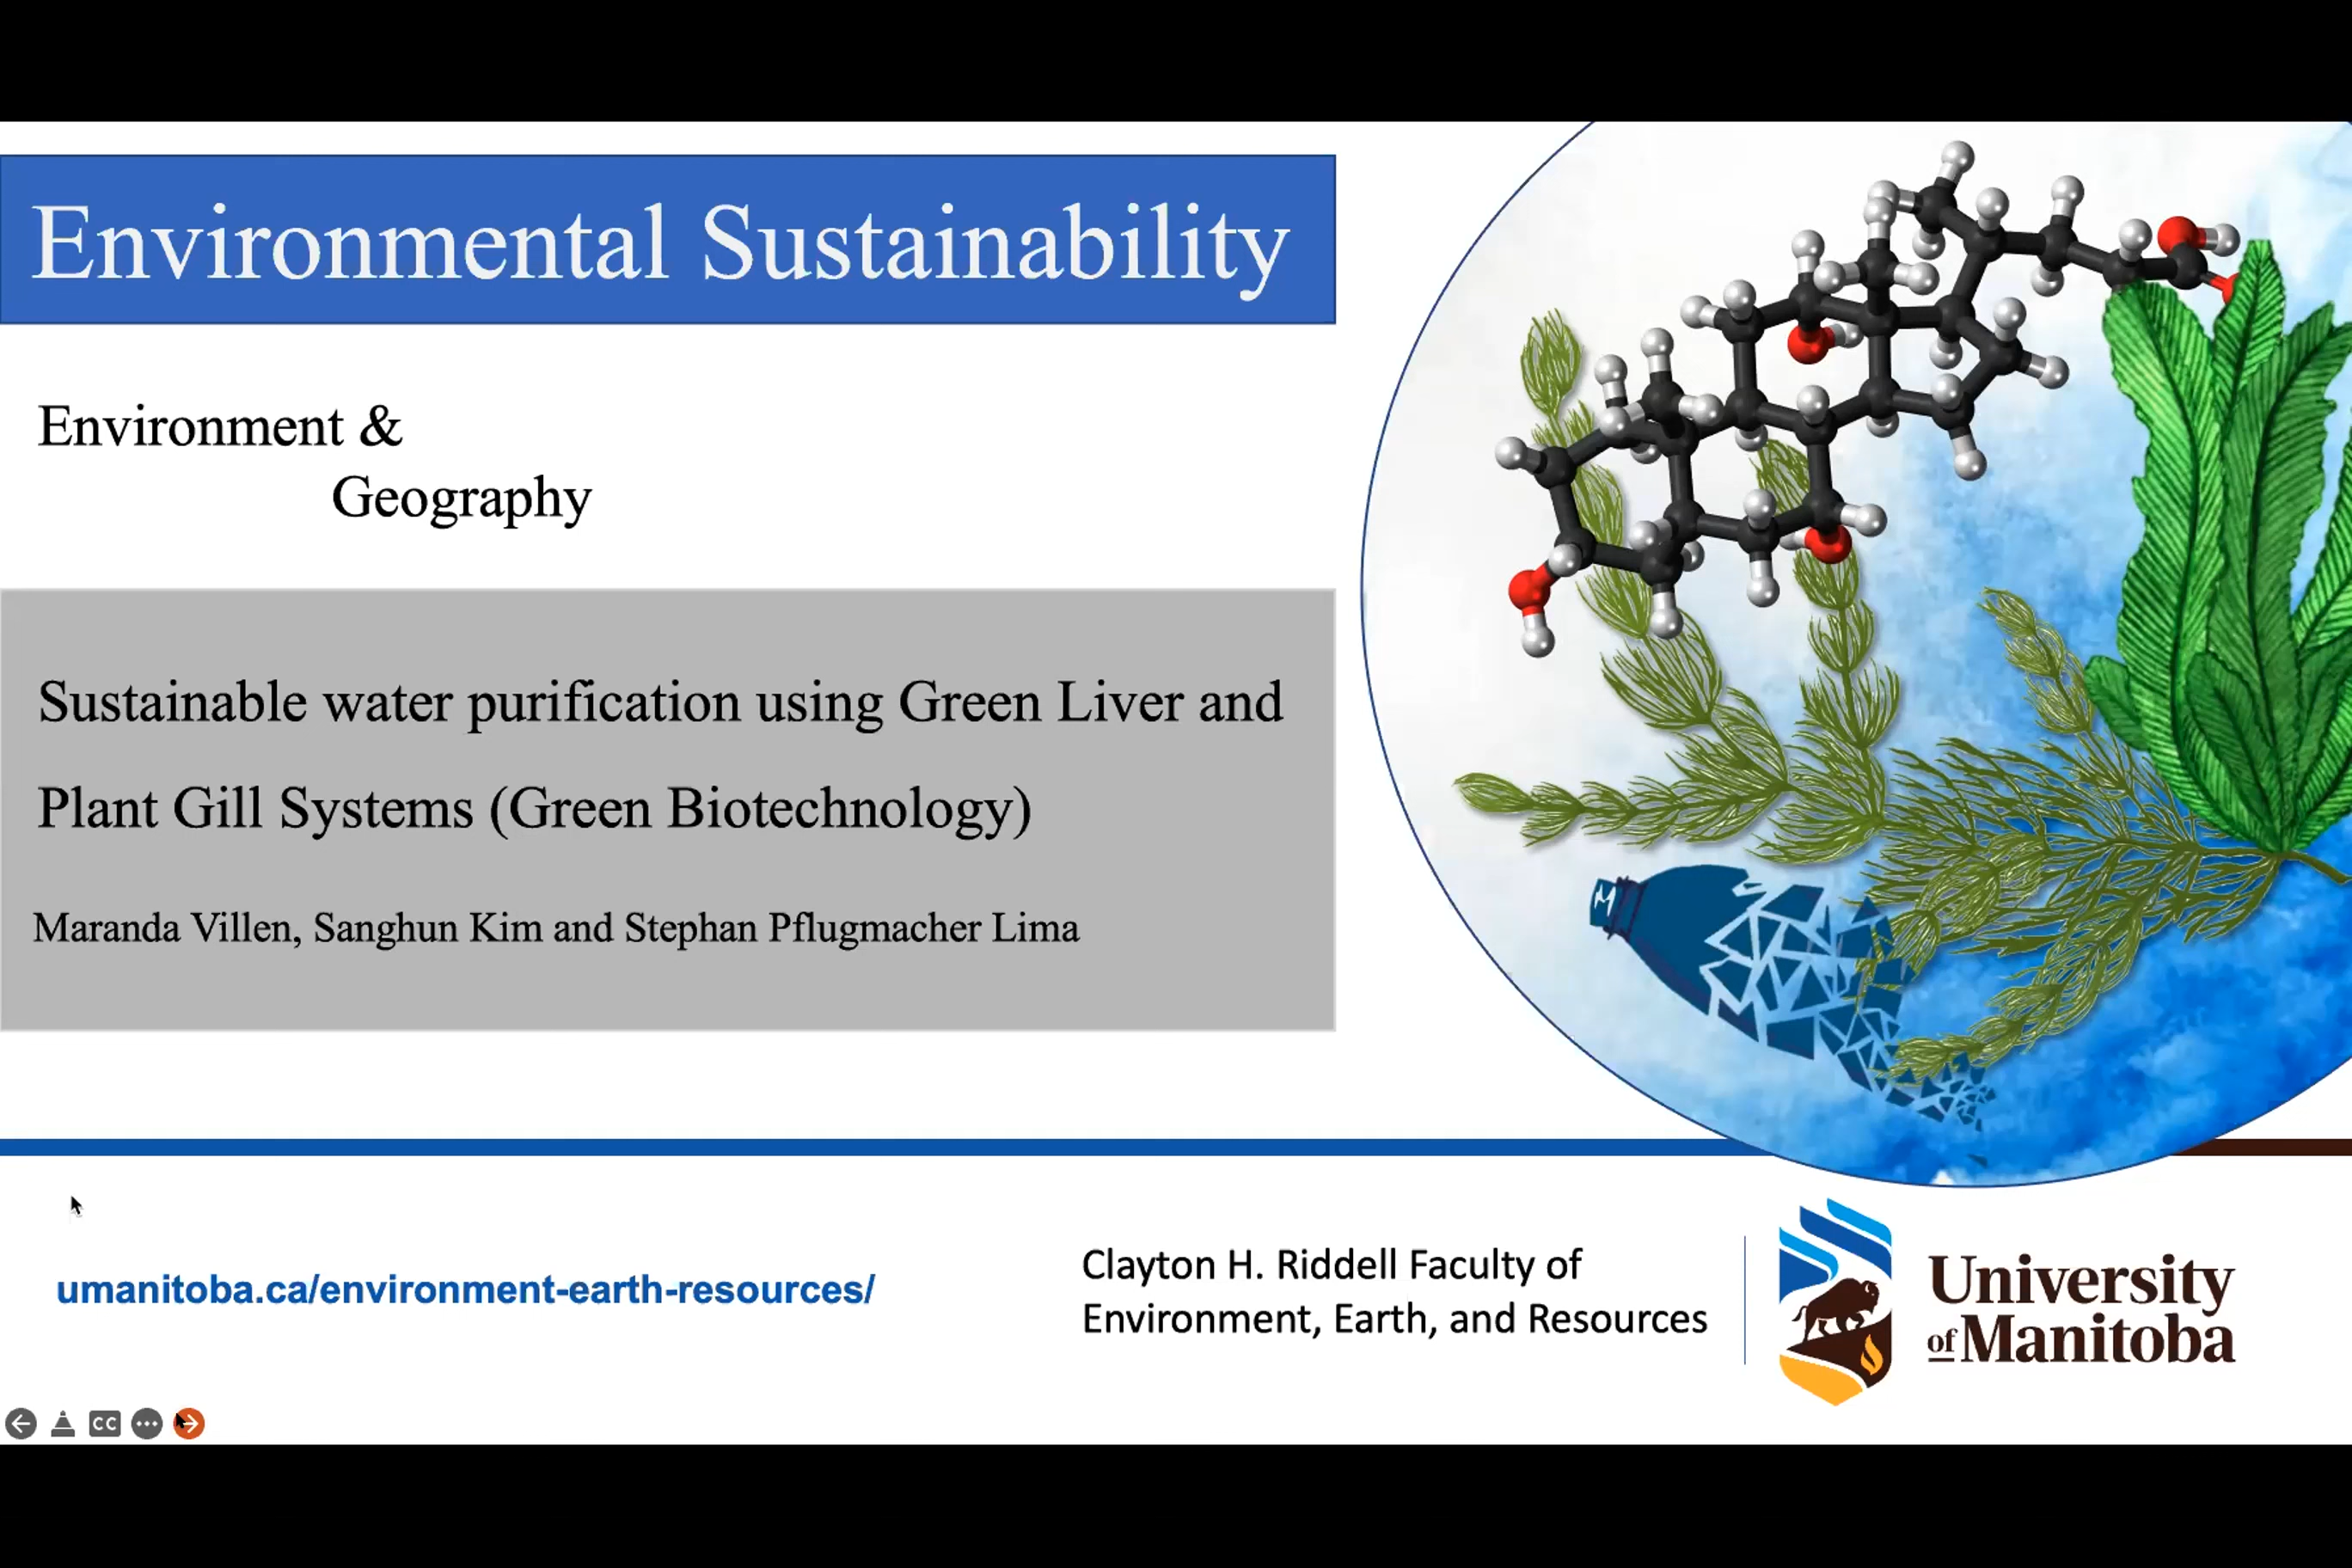 Environmental Sustainability
Environment &
Geography
Sustainable water purification using Green Liver and
Plant Gill Systems (Green Biotechnology)
Maranda Villen, Sanghun Kim and Stephan Pflugmacher Lima
umanitoba.ca/environment-earth-resources/
Clayton H. Riddell Faculty of
Environment, Earth, and Resources
University
of Manitoba
CC